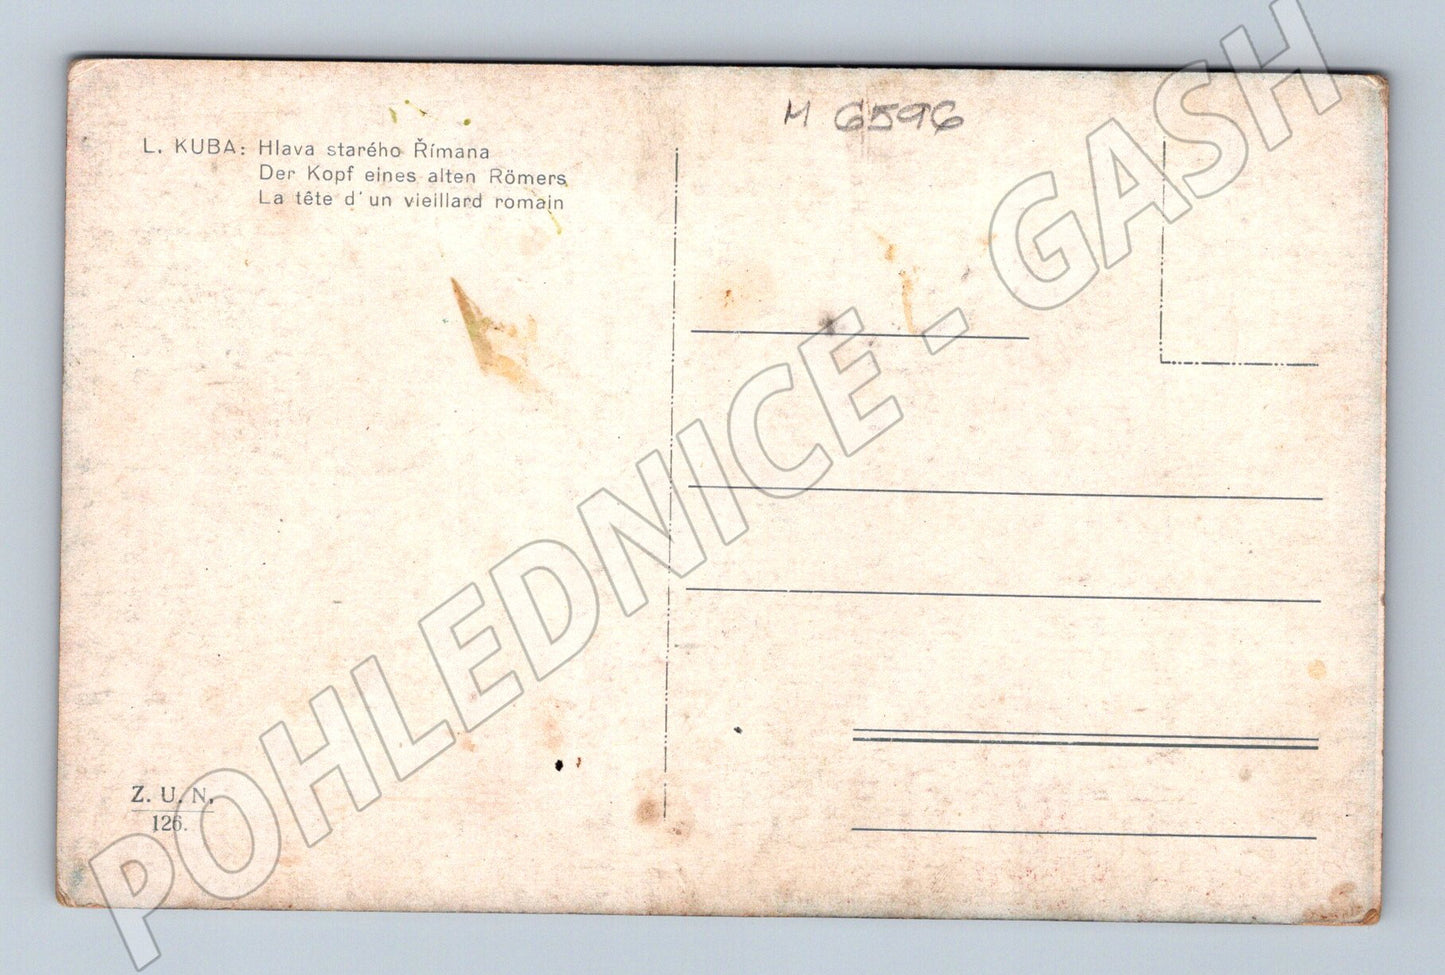 M 6596
L. KUBA: Hlava starého Římana
Der Kopf eines alten Römers
La tête d'un vieillard romain
Z. U. N.
126.
POHLEDNICE - GASH